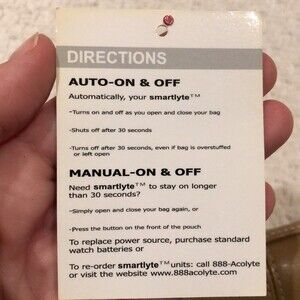 DIRECTIONS
AUTO-ON & OFF
Automatically, your smartlyte™
-Turns on and off as you open and close your bag
-Shuts off after 30 seconds
-Turns off after 30 seconds, even if bag is overstuffed
or left open
MANUAL-ON & OFF
Need smartlyte™ to stay on longer
than 30 seconds?
-Simply open and close your bag again, or
-Press the button on the front of the pouch
To replace power source, purchase standard
watch batteries or
To re-order smartlyte™ units: call 888-Acolyte
or visit the website www.888acolyte.com